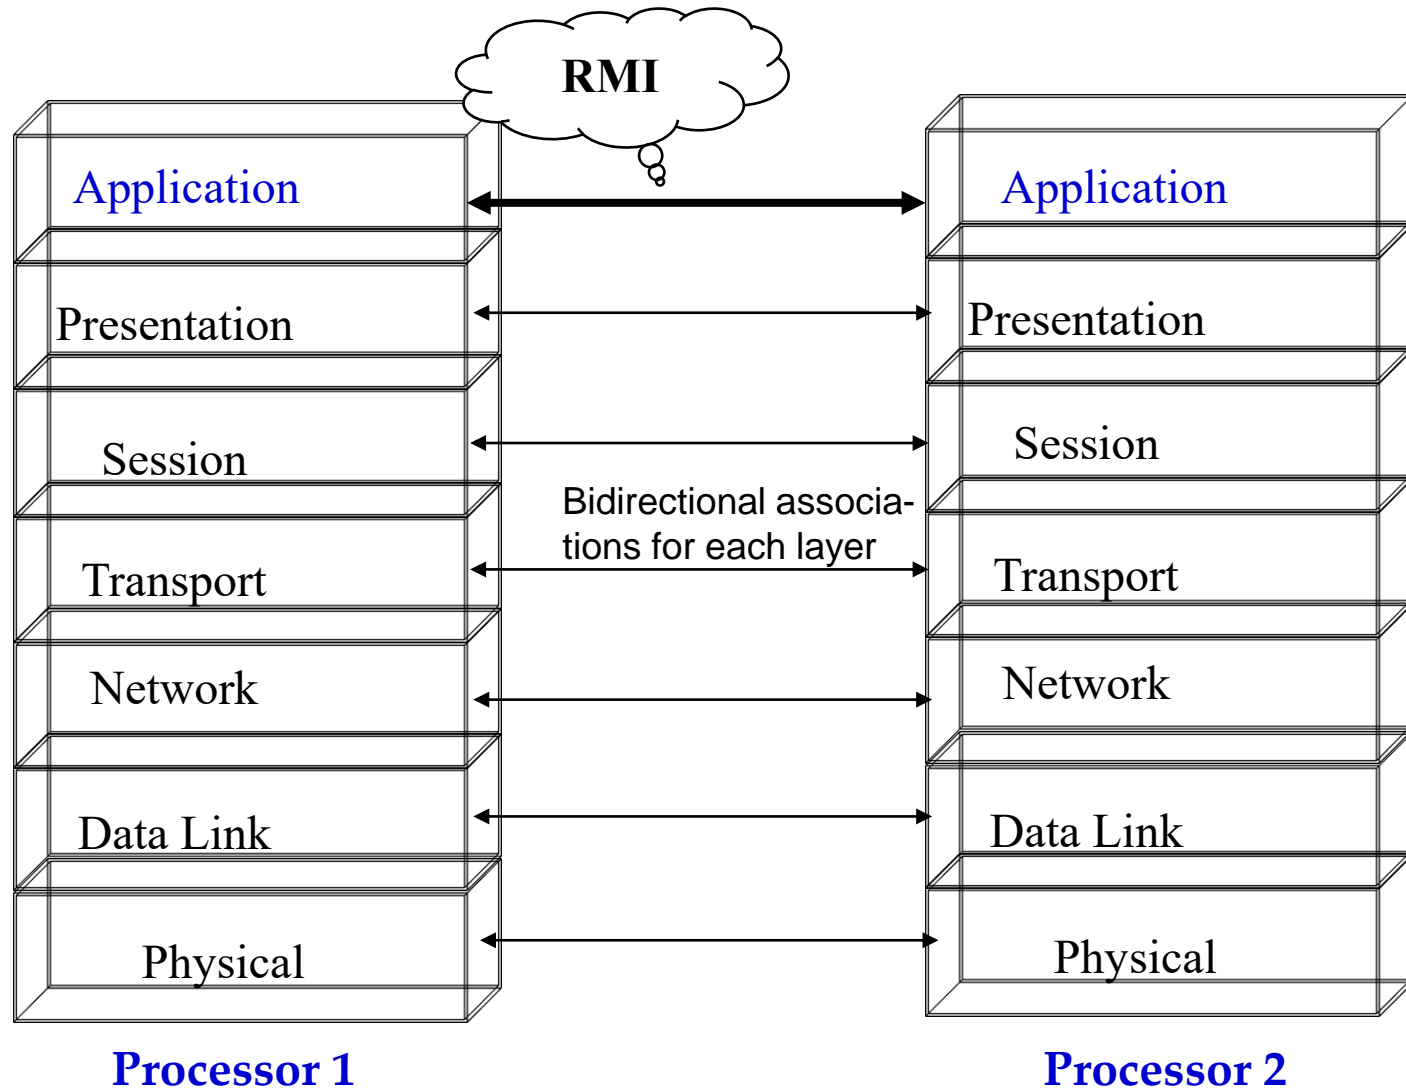 RMI
Application
Application
Presentation
Presentation
Session
Session
Bidirectional associa-
tions for each layer
Transport
Transport
Network
Network
Data Link
Data Link
Physical
Physical
Processor 1
Processor 2